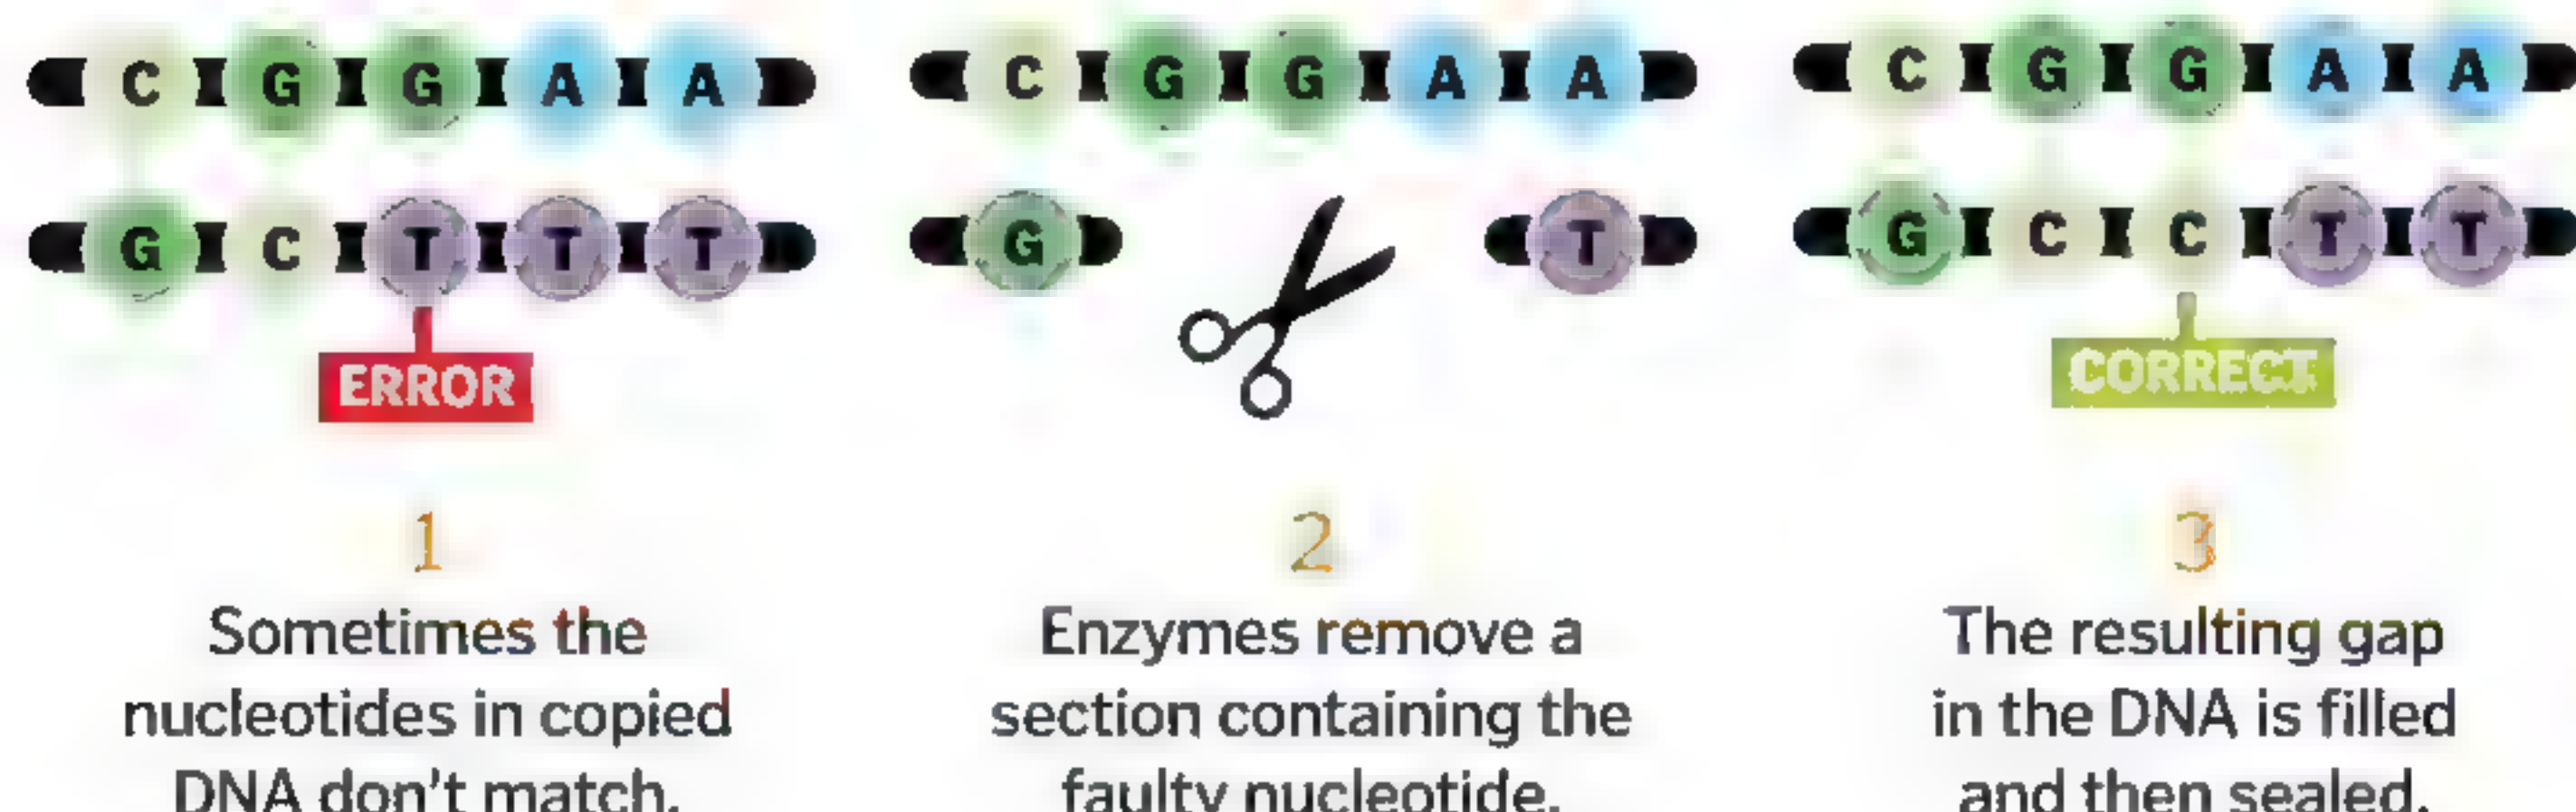 C G G A A
G C T T T
ERROR
1
Sometimes the
nucleotides in copied
DNA don't match.
C G G A A
G T
2
Enzymes remove a
section containing the
faulty nucleotide.
C G G A A
G C C T T
CORRECT
3
The resulting gap
in the DNA is filled
and then sealed.